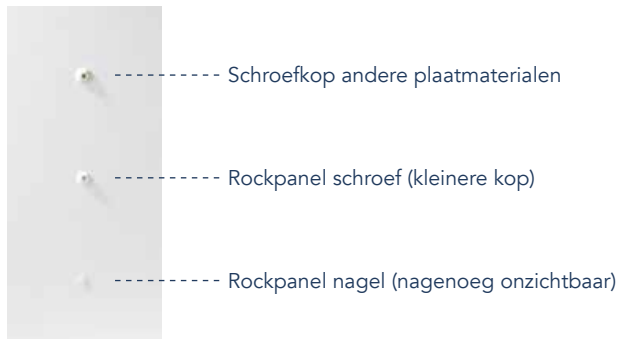 Schroefkop andere plaatmaterialen
Rockpanel schroef (kleinere kop)
Rockpanel nagel (nagenoeg onzichtbaar)